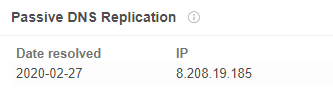 Passive DNS Replication
Date resolved IP
2020-02-27 8.208.19.185